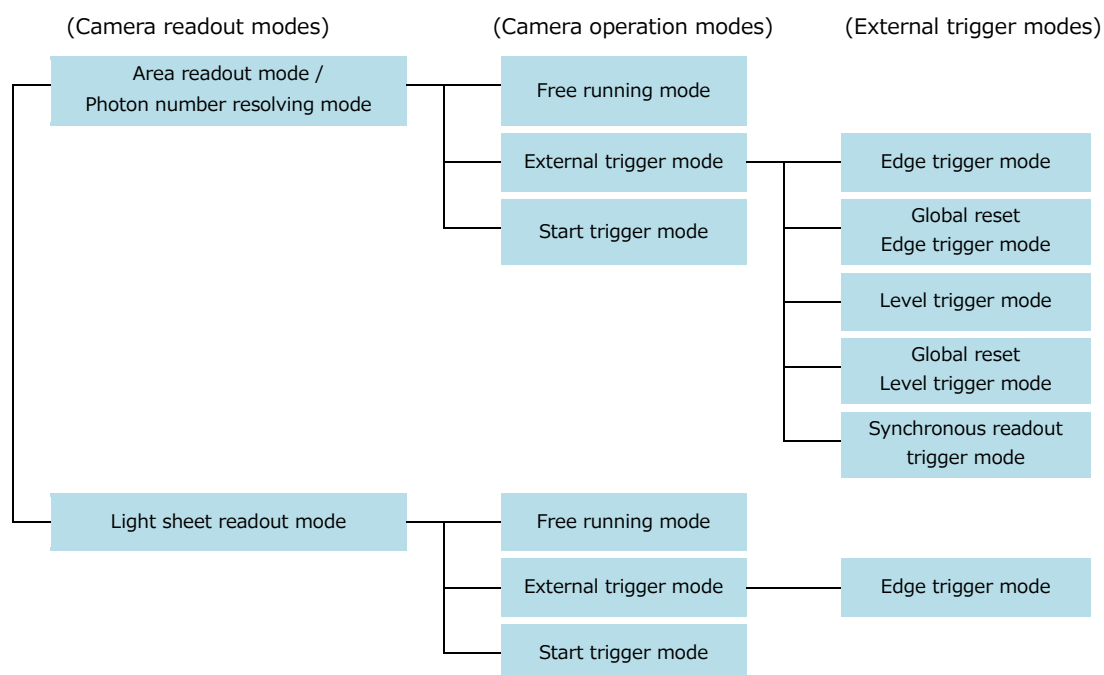 (Camera readout modes)
(Camera operation modes)
(External trigger modes)
Area readout mode /
Photon number resolving mode
Free running mode
External trigger mode
Edge trigger mode
Start trigger mode
Global reset
Edge trigger mode
Level trigger mode
Global reset
Level trigger mode
Synchronous readout
trigger mode
Light sheet readout mode
Free running mode
External trigger mode
Edge trigger mode
Start trigger mode